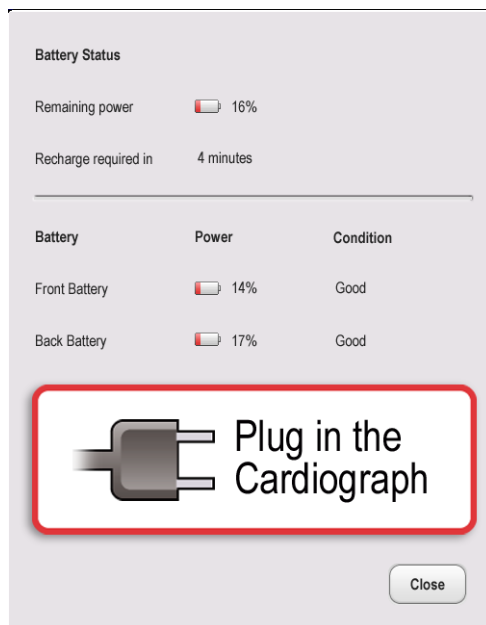 Battery Status
Remaining power 16%
Recharge required in 4 minutes
Battery Power Condition
Front Battery 14% Good
Back Battery 17% Good
Plug in the
Cardiograph
Close